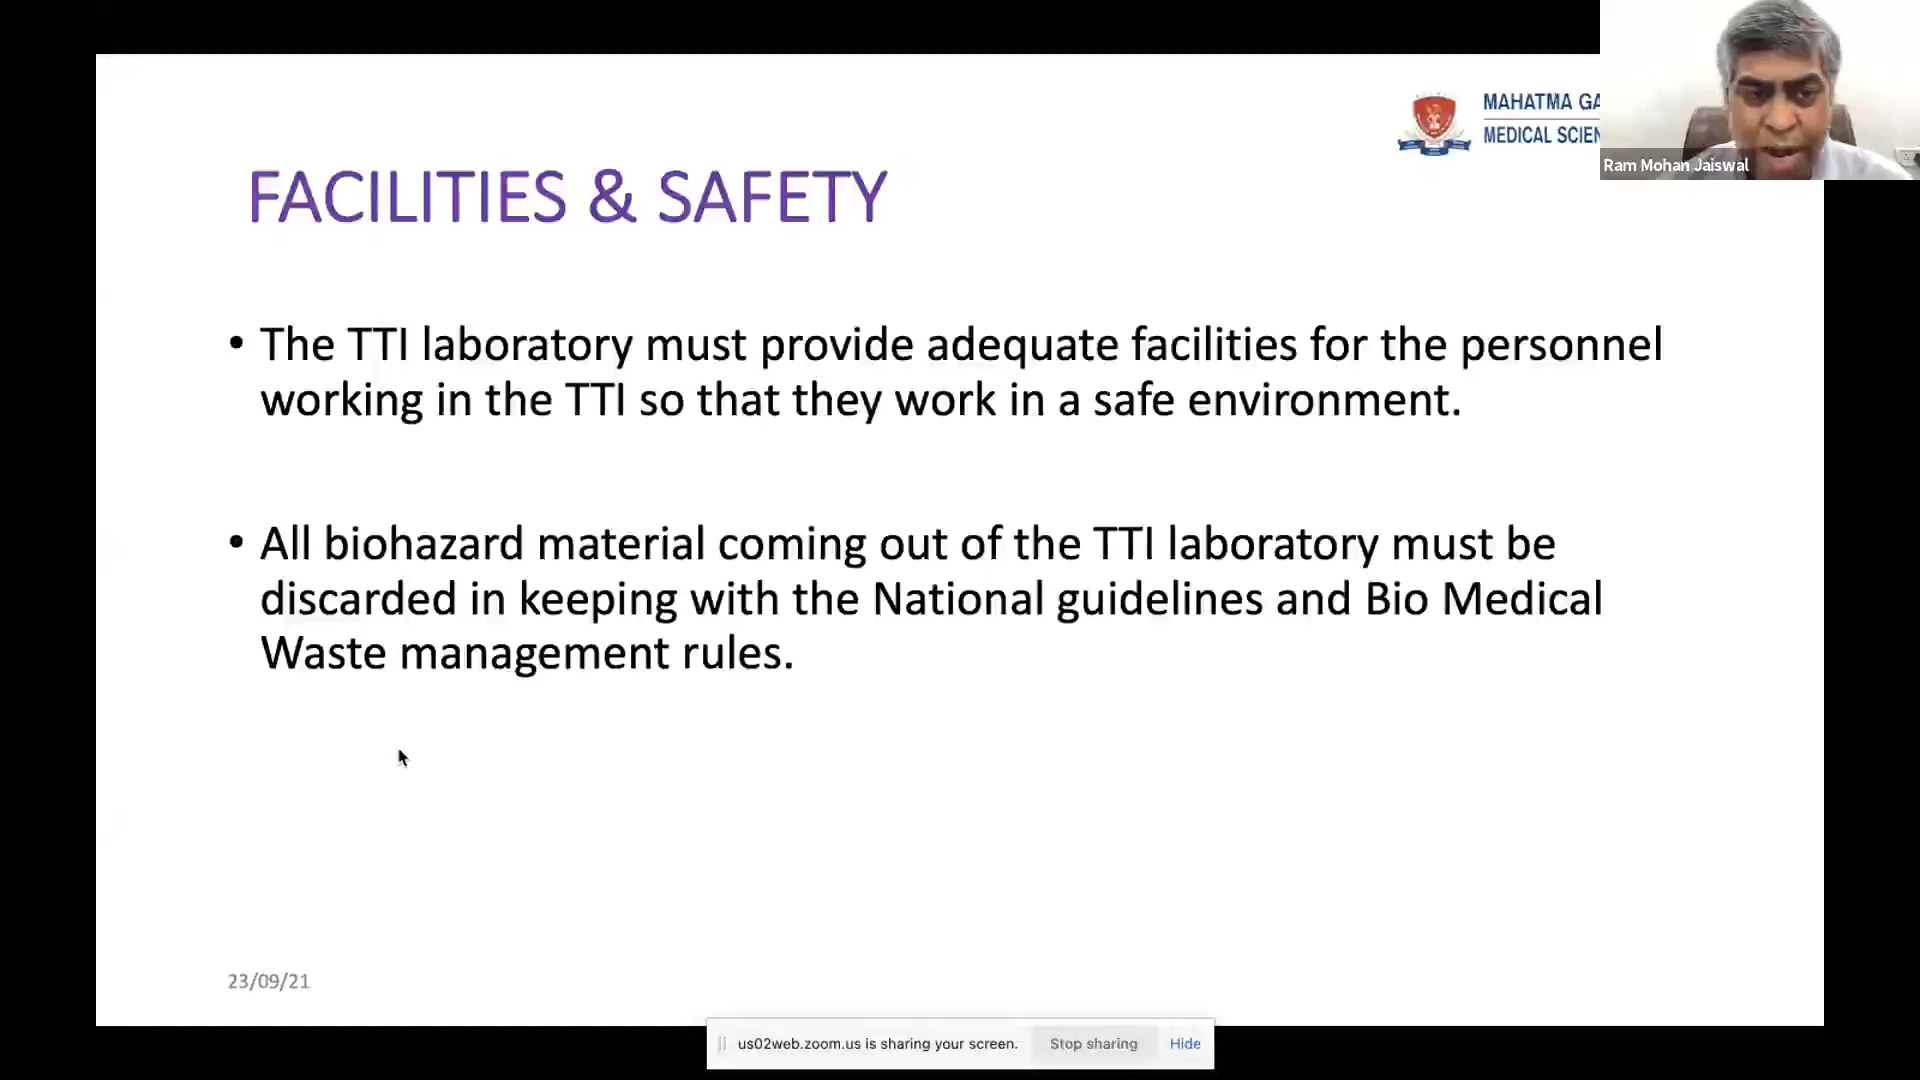 MAHATMA GA
MEDICAL SCIEN
Ram Mohan Jaiswal
FACILITIES & SAFETY
• The TTI laboratory must provide adequate facilities for the personnel
working in the TTI so that they work in a safe environment.
• All biohazard material coming out of the TTI laboratory must be
discarded in keeping with the National guidelines and Bio Medical
Waste management rules.
23/09/21
us02web.zoom.us is sharing your screen. Stop sharing Hide